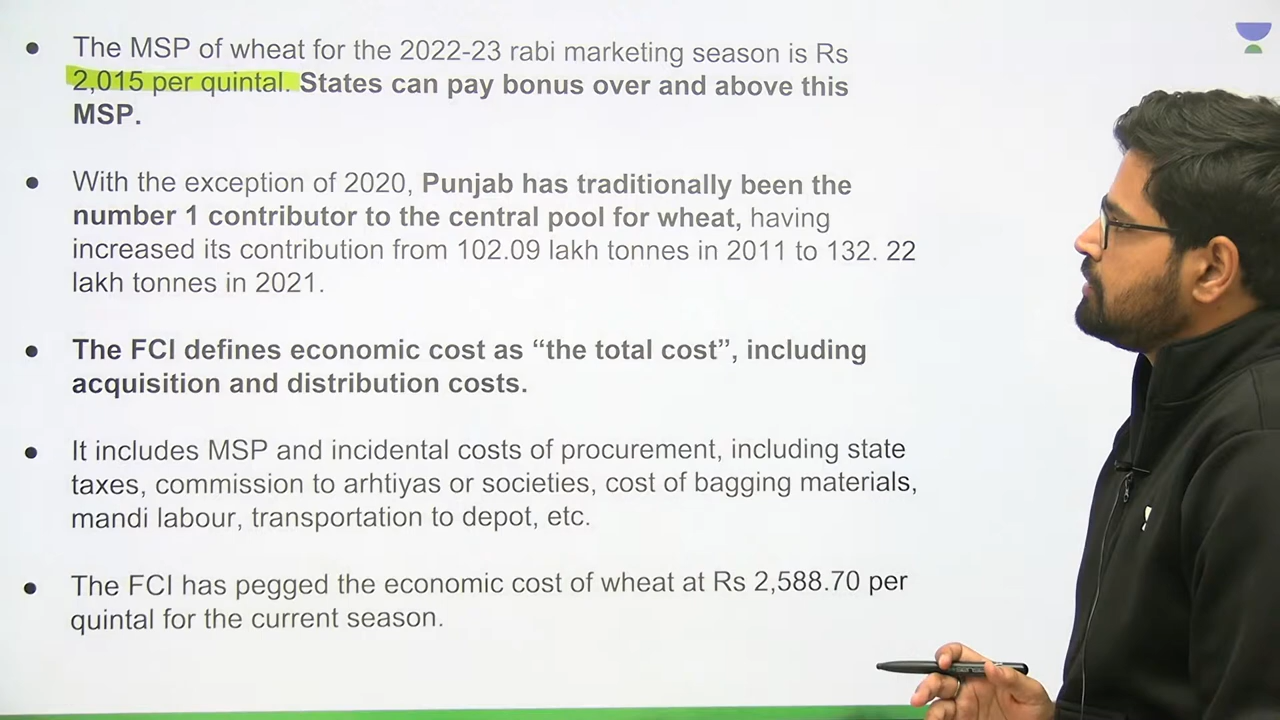 ● The MSP of wheat for the 2022-23 rabi marketing season is Rs
2,015 per quintal. States can pay bonus over and above this
MSP.
● With the exception of 2020, Punjab has traditionally been the
number 1 contributor to the central pool for wheat, having
increased its contribution from 102.09 lakh tonnes in 2011 to 132. 22
lakh tonnes in 2021.
● The FCI defines economic cost as “the total cost”, including
acquisition and distribution costs.
● It includes MSP and incidental costs of procurement, including state
taxes, commission to arhtiyas or societies, cost of bagging materials,
mandi labour, transportation to depot, etc.
● The FCI has pegged the economic cost of wheat at Rs 2,588.70 per
quintal for the current season.